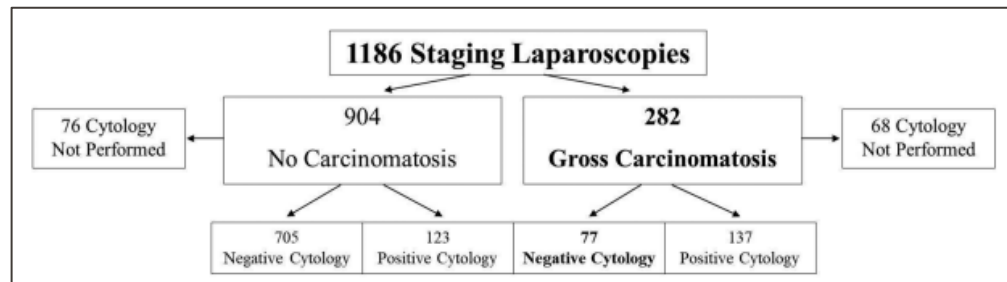 1186 Staging Laparoscopies
76 Cytology
Not Performed
904
No Carcinomatosis
282
Gross Carcinomatosis
68 Cytology
Not Performed
705
Negative Cytology
123
Positive Cytology
77
Negative Cytology
137
Positive Cytology